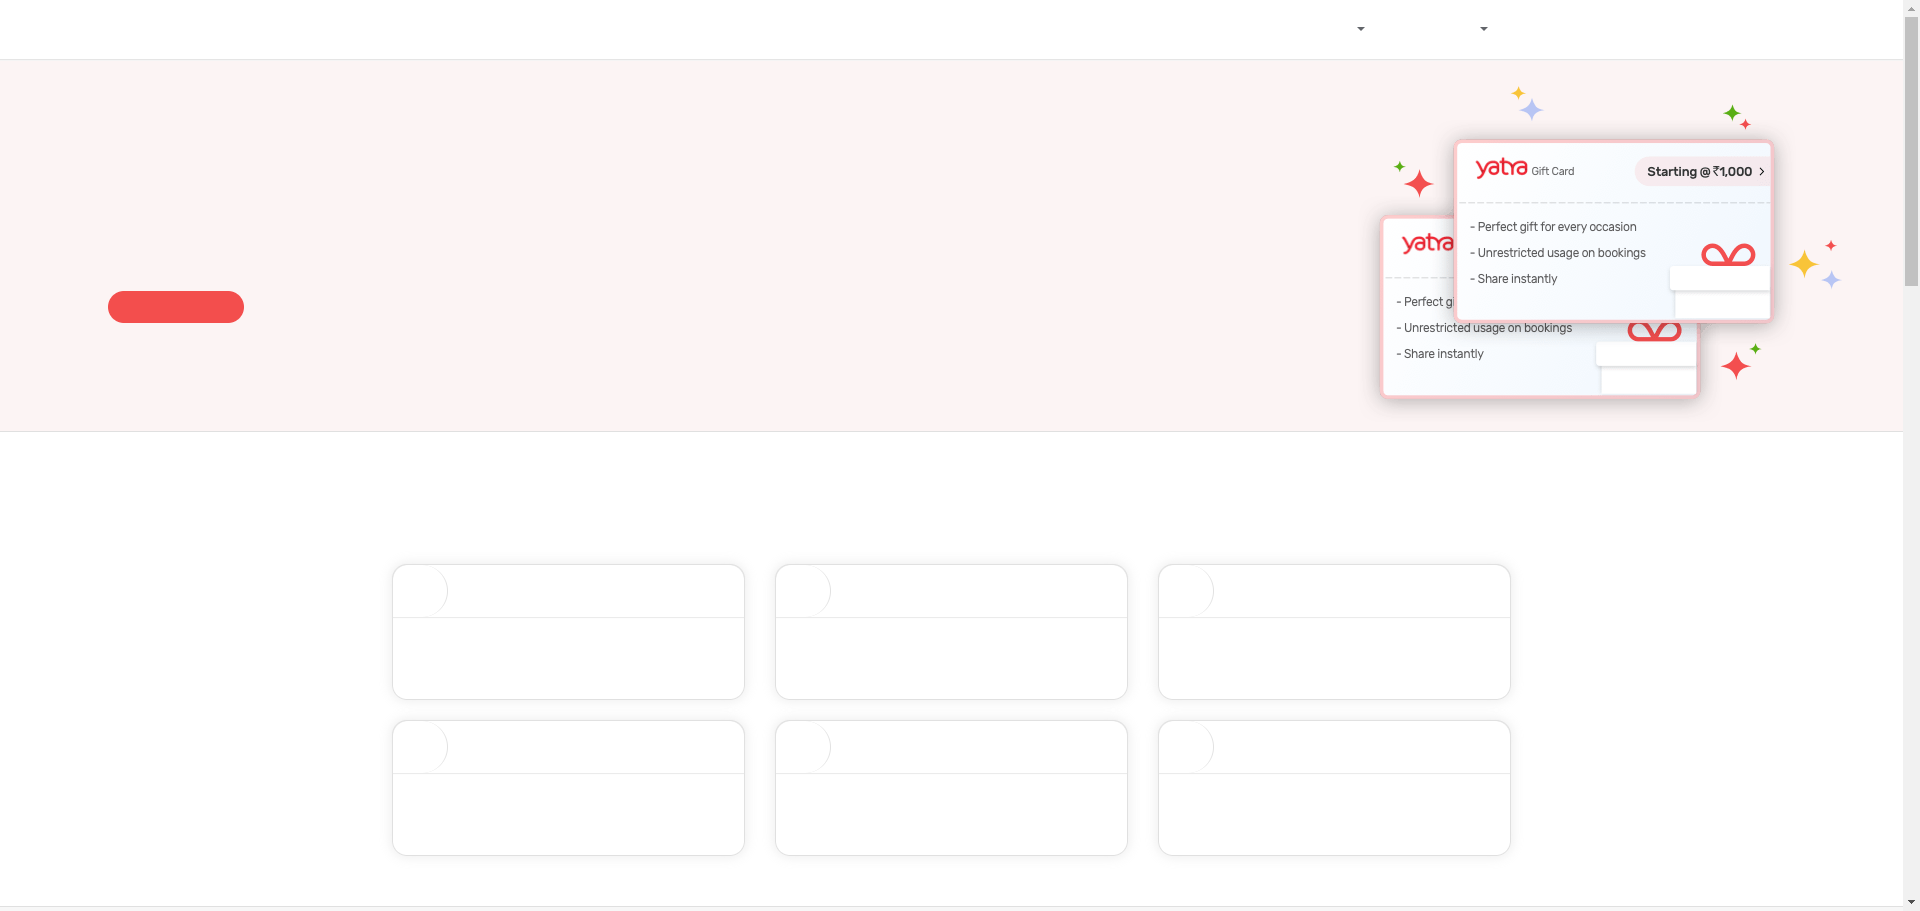 yatra Gift Card
Starting @ ₹1,000
- Perfect gift for every occasion
- Unrestricted usage on bookings
- Share instantly
yatra
- Perfect gi
- Unrestricted usage on bookings
- Share instantly